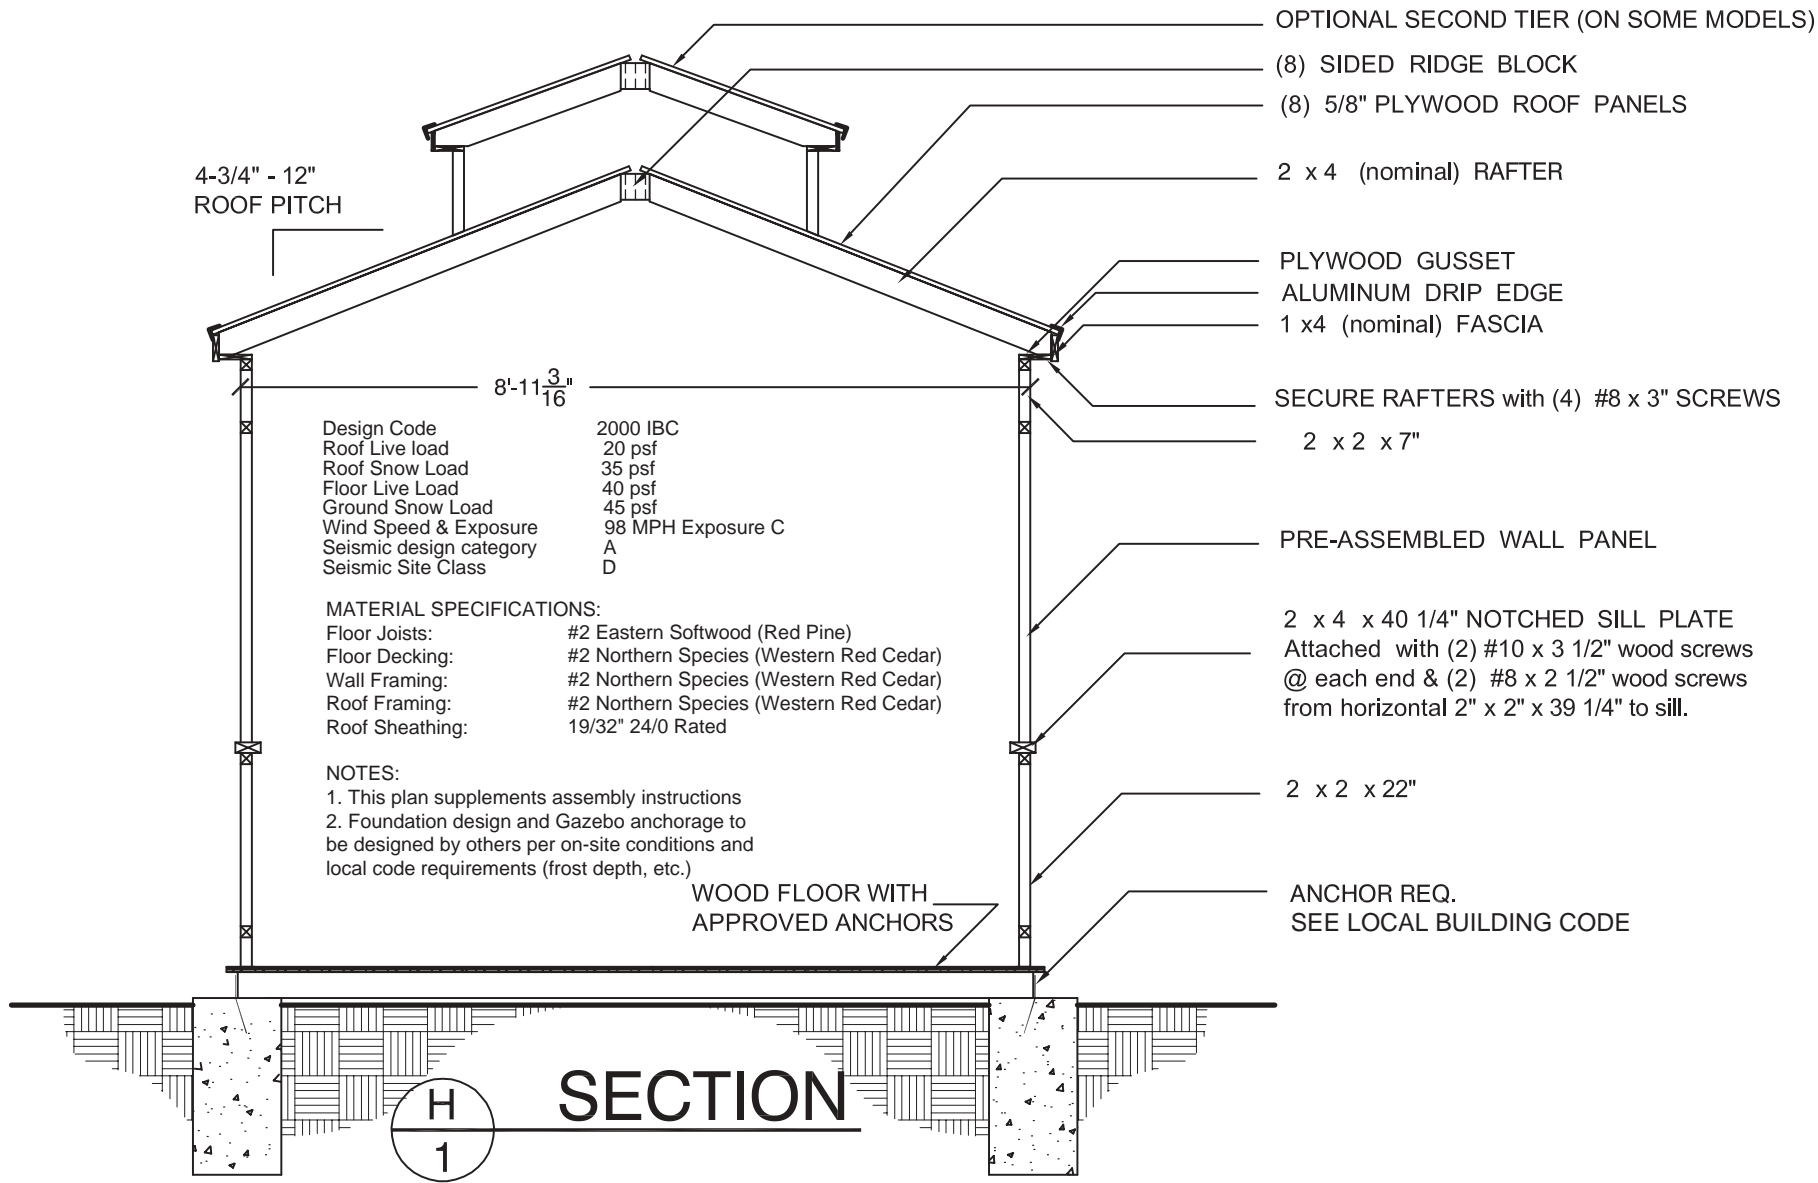 OPTIONAL SECOND TIER (ON SOME MODELS)
(8) SIDED RIDGE BLOCK
(8) 5/8" PLYWOOD ROOF PANELS
2 x 4 (nominal) RAFTER
4-3/4" - 12"
ROOF PITCH
PLYWOOD GUSSET
ALUMINUM DRIP EDGE
1 x4 (nominal) FASCIA
8'-11 3/16"
SECURE RAFTERS with (4) #8 x 3" SCREWS
2 x 2 x 7"
Design Code 2000 IBC
Roof Live load 20 psf
Roof Snow Load 35 psf
Floor Live Load 40 psf
Ground Snow Load 45 psf
Wind Speed & Exposure 98 MPH Exposure C
Seismic design category A
Seismic Site Class D
PRE-ASSEMBLED WALL PANEL
MATERIAL SPECIFICATIONS:
Floor Joists: #2 Eastern Softwood (Red Pine)
Floor Decking: #2 Northern Species (Western Red Cedar)
Wall Framing: #2 Northern Species (Western Red Cedar)
Roof Framing: #2 Northern Species (Western Red Cedar)
Roof Sheathing: 19/32" 24/0 Rated
2 x 4 x 40 1/4" NOTCHED SILL PLATE
Attached with (2) #10 x 3 1/2" wood screws
@ each end & (2) #8 x 2 1/2" wood screws
from horizontal 2" x 2" x 39 1/4" to sill.
NOTES:
1. This plan supplements assembly instructions
2. Foundation design and Gazebo anchorage to
be designed by others per on-site conditions and
local code requirements (frost depth, etc.)
2 x 2 x 22"
WOOD FLOOR WITH
APPROVED ANCHORS
ANCHOR REQ.
SEE LOCAL BUILDING CODE
H
1
SECTION